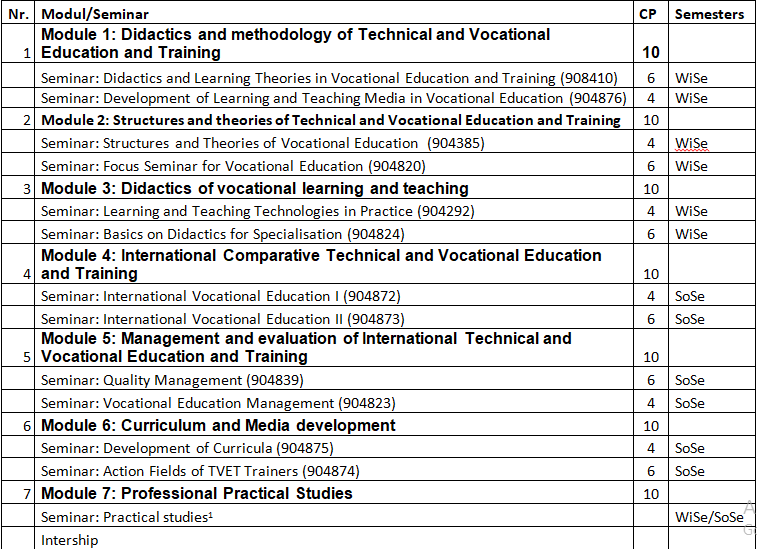 Nr. Modul/Seminar CP Semesters
Module 1: Didactics and methodology of Technical and Vocational
1 Education and Training 10
Seminar: Didactics and Learning Theories in Vocational Education and Training (908410) 6 WiSe
Seminar: Development of Learning and Teaching Media in Vocational Education (904876) 4 WiSe
2 Module 2: Structures and theories of Technical and Vocational Education and Training 10
Seminar: Structures and Theories of Vocational Education (904385) 4 WiSe
Seminar: Focus Seminar for Vocational Education (904820) 6 WiSe
3 Module 3: Didactics of vocational learning and teaching 10
Seminar: Learning and Teaching Technologies in Practice (904292) 4 WiSe
Seminar: Basics on Didactics for Specialisation (904824) 6 WiSe
Module 4: International Comparative Technical and Vocational Education
4 and Training 10
Seminar: International Vocational Education I (904872) 4 SoSe
Seminar: International Vocational Education II (904873) 6 SoSe
Module 5: Management and evaluation of International Technical and
5 Vocational Education and Training 10
Seminar: Quality Management (904839) 6 SoSe
Seminar: Vocational Education Management (904823) 4 SoSe
6 Module 6: Curriculum and Media development 10
Seminar: Development of Curricula (904875) 4 SoSe
Seminar: Action Fields of TVET Trainers (904874) 6 SoSe
7 Module 7: Professional Practical Studies 10
Seminar: Practical studies¹ WiSe/SoSe
Intership